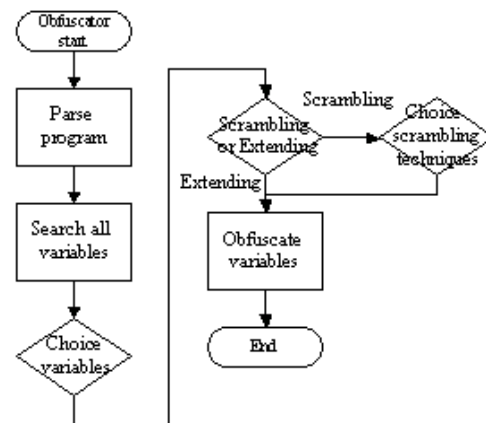 Obfuscator
start
Parse
program
Search all
variables
Choice
variables
Scrambling
or Extending
Scrambling
Choice
scrambling
techniques
Extending
Obfuscate
variables
End